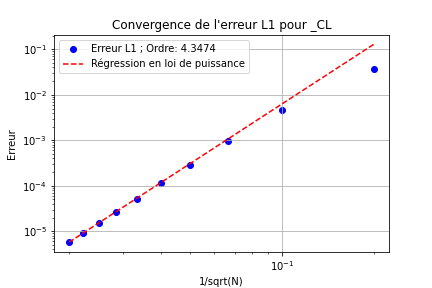 Convergence de l'erreur L1 pour _CL
Erreur L1 ; Ordre: 4.3474
Régression en loi de puissance
Erreur
10⁻¹
10⁻²
10⁻³
10⁻⁴
10⁻⁵
10⁻¹
1/sqrt(N)